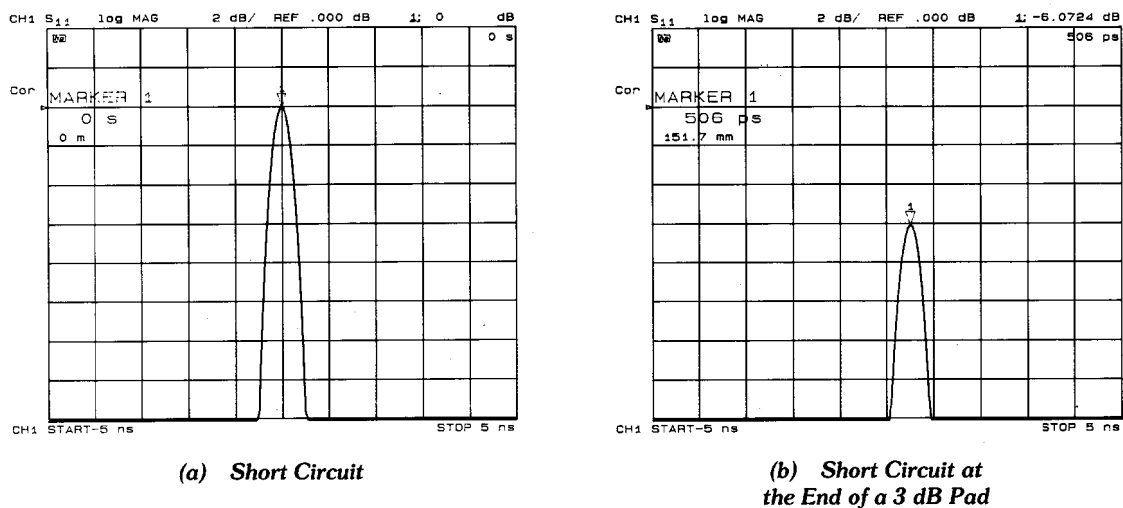 CH1 S11 log MAG 2 dB/ REF .000 dB 1; 0 dB
0 s
Cor
MARKER 1
0 s
0 m
CH1 START-5 ns STOP 5 ns
(a) Short Circuit
CH1 S11 log MAG 2 dB/ REF .000 dB 1; -6.0724 dB
506 ps
Cor
MARKER 1
506 ps
151.7 mm
1
CH1 START-5 ns STOP 5 ns
(b) Short Circuit at
the End of a 3 dB Pad